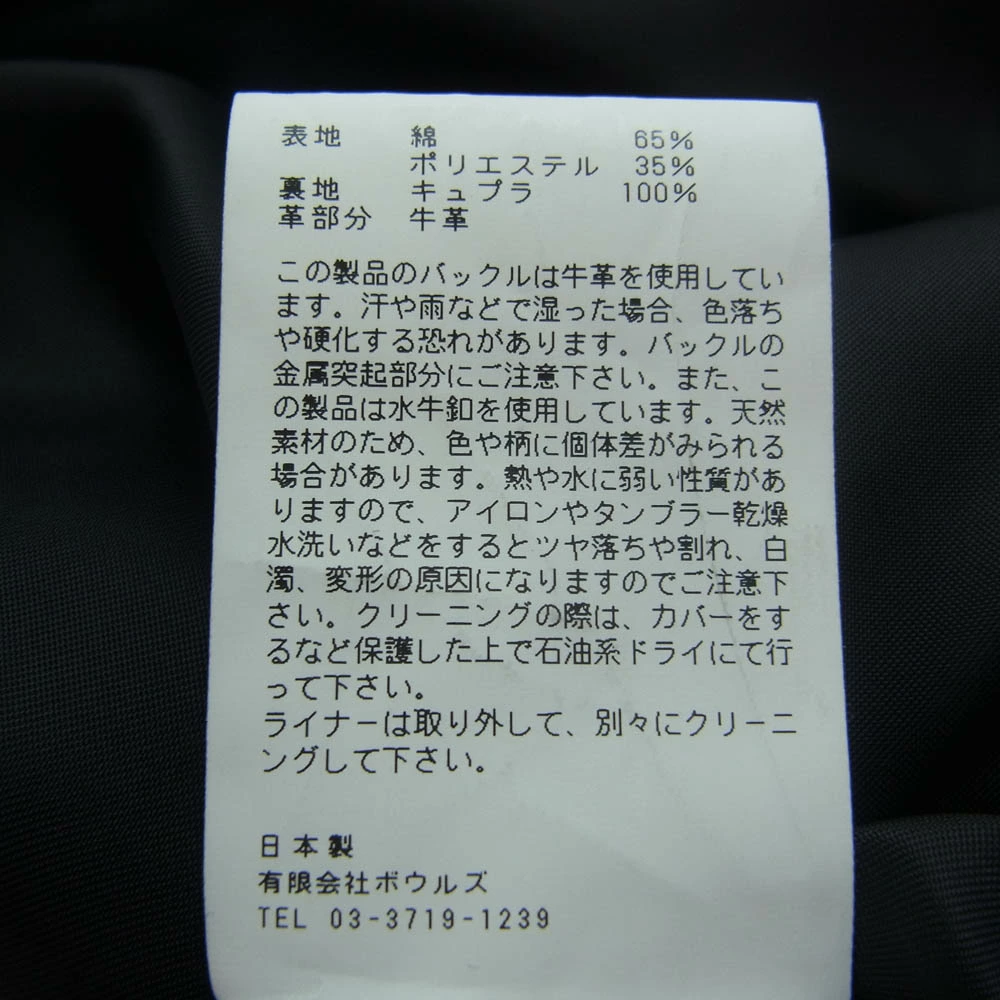 表地 綿 65%
ポリエステル 35%
裏地 キュプラ 100%
革部分 牛革
この製品のバックルは牛革を使用してい
ます。汗や雨などで湿った場合、色落ち
や硬化する恐れがあります。バックルの
金属突起部分にご注意下さい。また、こ
の製品は水牛釦を使用しています。天然
素材のため、色や柄に個体差がみられる
場合があります。熱や水に弱い性質があ
りますので、アイロンやタンブラー乾燥
水洗いなどをするとツヤ落ちや割れ、白
濁、変形の原因になりますのでご注意下
さい。クリーニングの際は、カバーをす
るなど保護した上で石油系ドライにて行
って下さい。
ライナーは取り外して、別々にクリーニ
ングして下さい。
日本製
有限会社ボウルズ
TEL 03-3719-1239